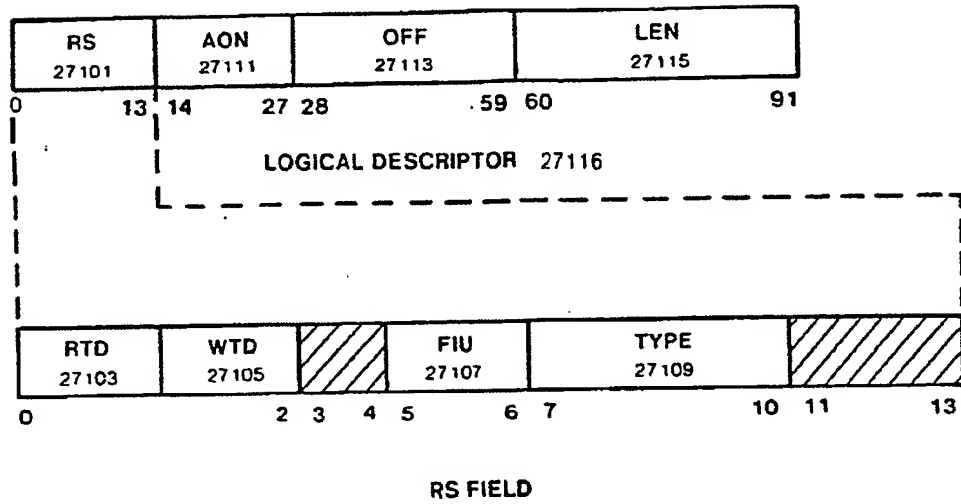 RS AON OFF LEN
27101 27111 27113 27115
0 13 14 27 28 59 60 91
LOGICAL DESCRIPTOR 27116
RTD WTD FIU TYPE
27103 27105 27107 27109
0 2 3 4 5 6 7 10 11 13
RS FIELD